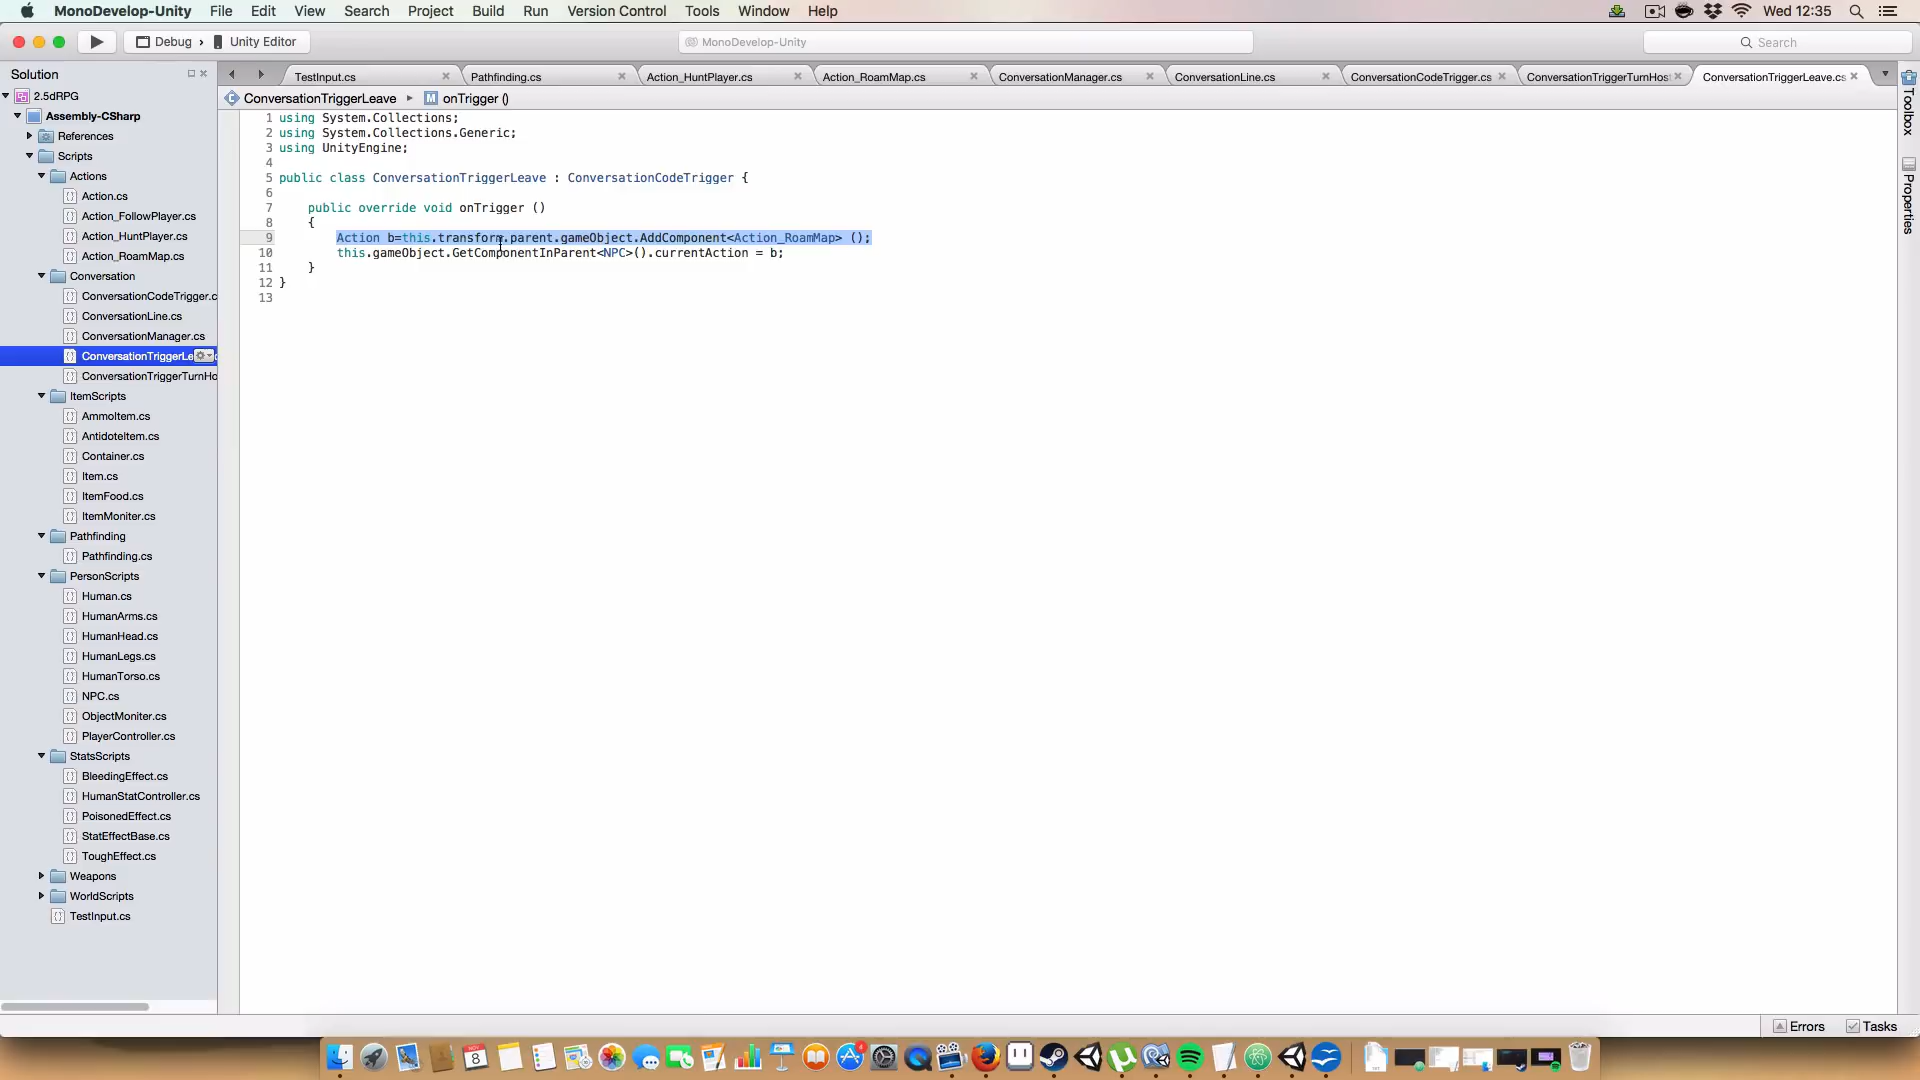 MonoDevelop-Unity File Edit View Search Project Build Run Version Control Tools Window Help Wed 12:35
Debug › Unity Editor MonoDevelop-Unity Search
Solution
TestInput.cs Pathfinding.cs Action_HuntPlayer.cs Action_RoamMap.cs ConversationManager.cs ConversationLine.cs ConversationCodeTrigger.cs ConversationTriggerTurnHos ConversationTriggerLeave.cs
2.5dRPG
Assembly-CSharp
References
Scripts
Actions
Action.cs
Action_FollowPlayer.cs
Action_HuntPlayer.cs
Action_RoamMap.cs
Conversation
ConversationCodeTrigger.c
ConversationLine.cs
ConversationManager.cs
ConversationTriggerLe
ConversationTriggerTurnHo
ItemScripts
AmmoItem.cs
AntidoteItem.cs
Container.cs
Item.cs
ItemFood.cs
ItemMoniter.cs
Pathfinding
Pathfinding.cs
PersonScripts
Human.cs
HumanArms.cs
HumanHead.cs
HumanLegs.cs
HumanTorso.cs
NPC.cs
ObjectMoniter.cs
PlayerController.cs
StatsScripts
BleedingEffect.cs
HumanStatController.cs
PoisonedEffect.cs
StatEffectBase.cs
ToughEffect.cs
Weapons
WorldScripts
TestInput.cs
ConversationTriggerLeave ▸ M onTrigger ()
1 using System.Collections;
2 using System.Collections.Generic;
3 using UnityEngine;
4
5 public class ConversationTriggerLeave : ConversationCodeTrigger {
6
7 public override void onTrigger ()
8 {
9 Action b=this.transform.parent.gameObject.AddComponent<Action_RoamMap> ();
10 this.gameObject.GetComponentInParent<NPC>().currentAction = b;
11 }
12 }
13
Toolbox
Properties
Errors Tasks
NOV
8
4